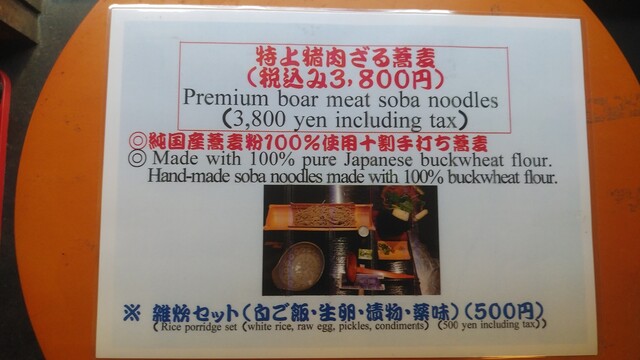 特上猪肉ざる蕎麦
（税込み3,800円）
Premium boar meat soba noodles
(3,800 yen including tax)
◎純国産蕎麦粉100%使用十割手打ち蕎麦
◎ Made with 100% pure Japanese buckwheat flour.
Hand-made soba noodles made with 100% buckwheat flour.
※ 雑炊セット（白ご飯・生卵・漬物・薬味）（500円）
( Rice porridge set (white rice, raw egg, pickles, condiments) (500 yen including tax))